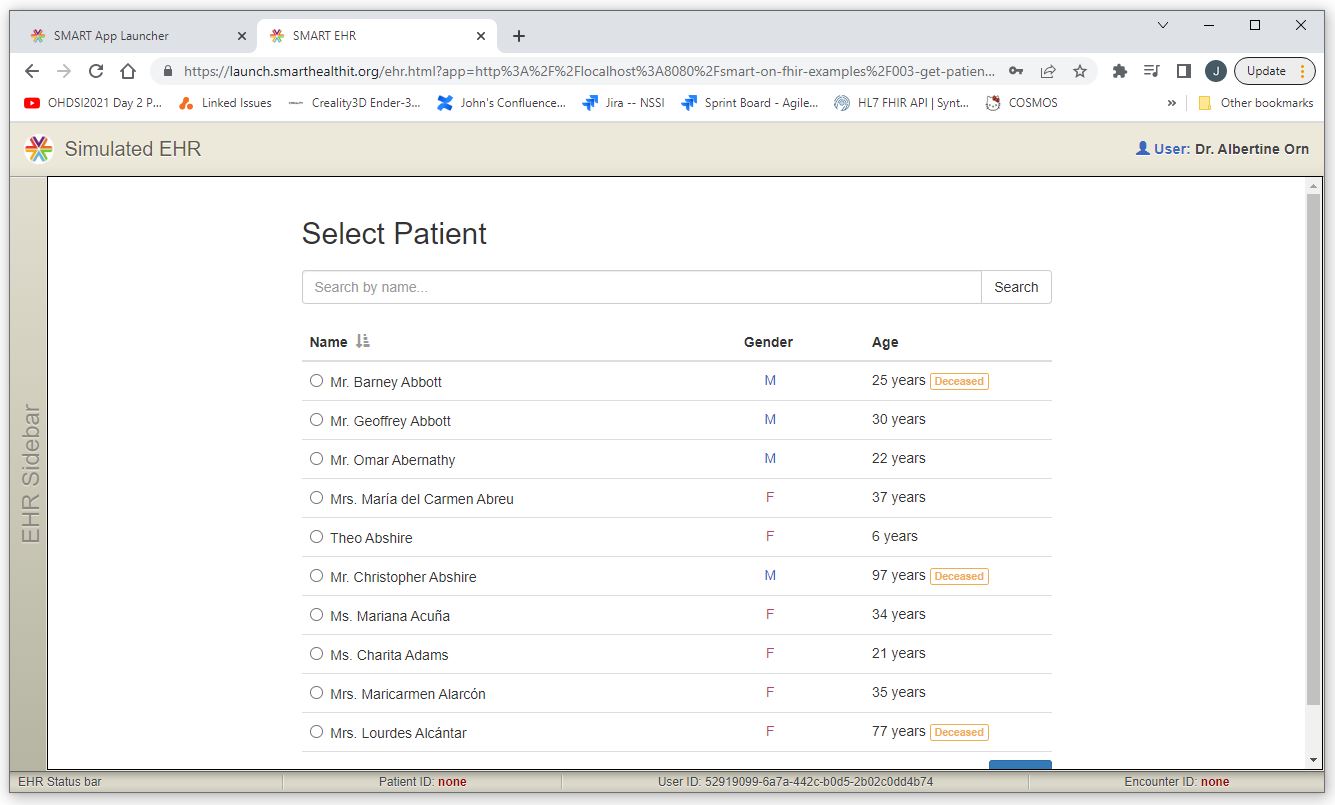 SMART App Launcher
SMART EHR
https://launch.smarthealthit.org/ehr.html?app=http%3A%2F%2Flocalhost%3A8080%2Fsmart-on-fhir-examples%2F003-get-patien...
J
Update
OHDSI2021 Day 2 P...
Linked Issues
Creality3D Ender-3...
John's Confluence...
Jira -- NSSI
Sprint Board - Agile...
HL7 FHIR API | Synt...
COSMOS
»
Other bookmarks
Simulated EHR
User: Dr. Albertine Orn
EHR Sidebar
Select Patient
Search by name...
Search
Name Gender Age
Mr. Barney Abbott M 25 years Deceased
Mr. Geoffrey Abbott M 30 years
Mr. Omar Abernathy M 22 years
Mrs. María del Carmen Abreu F 37 years
Theo Abshire F 6 years
Mr. Christopher Abshire M 97 years Deceased
Ms. Mariana Acuña F 34 years
Ms. Charita Adams F 21 years
Mrs. Maricarmen Alarcón F 35 years
Mrs. Lourdes Alcántar F 77 years Deceased
EHR Status bar
Patient ID: none
User ID: 52919099-6a7a-442c-b0d5-2b02c0dd4b74
Encounter ID: none